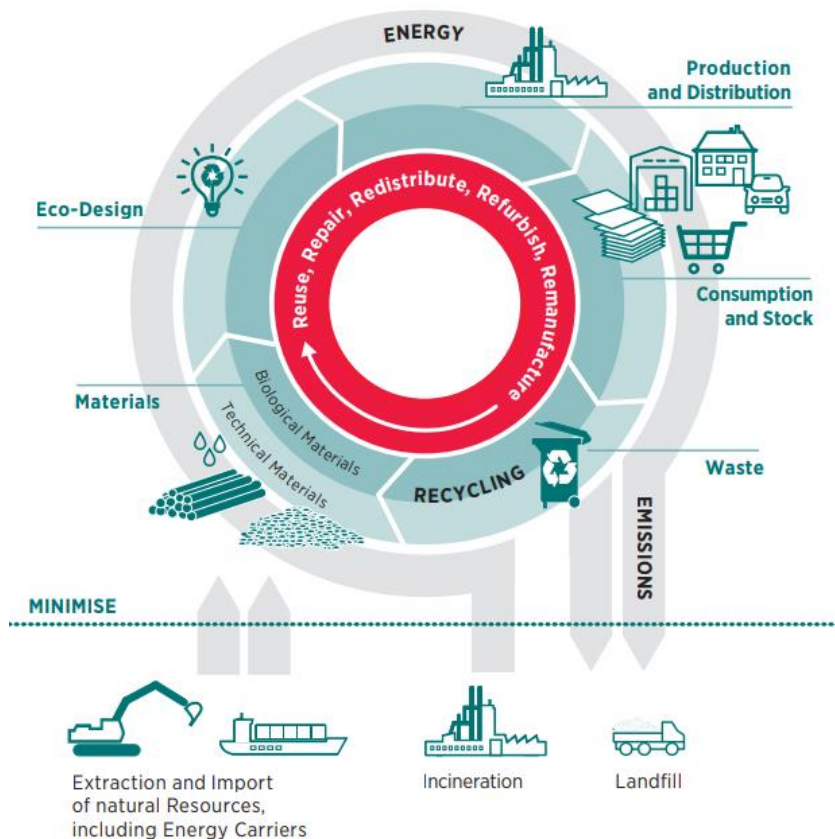 ENERGY
Production
and Distribution
Eco-Design
Reuse, Repair, Redistribute, Refurbish, Remanufacture
Consumption
and Stock
Materials
Biological Materials
Technical Materials
RECYCLING
Waste
EMISSIONS
MINIMISE
Extraction and Import
of natural Resources,
including Energy Carriers
Incineration
Landfill